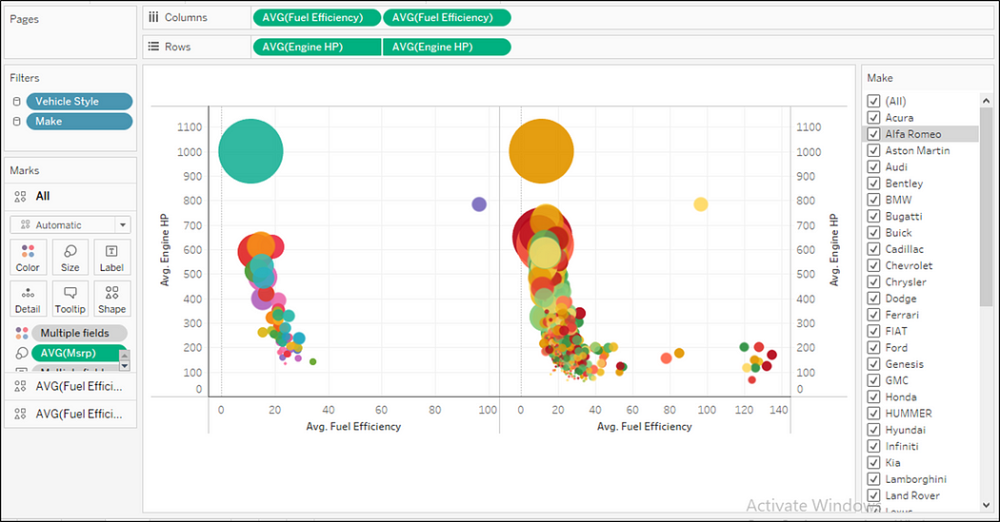 Pages
Columns
AVG(Fuel Efficiency)
AVG(Fuel Efficiency)
Rows
AVG(Engine HP)
AVG(Engine HP)
Filters
Vehicle Style
Make
Marks
All
Automatic
Color
Size
Label
Detail
Tooltip
Shape
Multiple fields
AVG(Msrp)
Multiple fields
AVG(Fuel Effici...
AVG(Fuel Effici...
Avg. Engine HP
1100
1000
900
800
700
600
500
400
300
200
100
0
0
20
40
60
80
100
Avg. Fuel Efficiency
0
20
40
60
80
100
120
140
Avg. Fuel Efficiency
Avg. Engine HP
1100
1000
900
800
700
600
500
400
300
200
100
0
Make
(All)
Acura
Alfa Romeo
Aston Martin
Audi
Bentley
BMW
Bugatti
Buick
Cadillac
Chevrolet
Chrysler
Dodge
Ferrari
FIAT
Ford
Genesis
GMC
Honda
HUMMER
Hyundai
Infiniti
Kia
Lamborghini
Land Rover
Lexus
Activate Windows